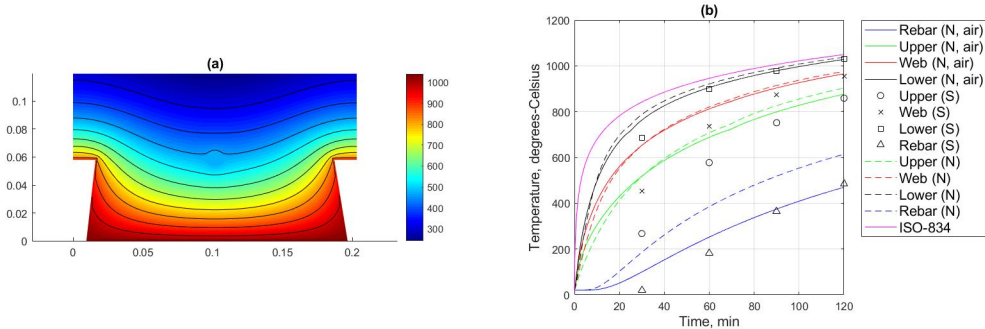 (a)
0.1
0.08
0.06
0.04
0.02
0
0
0.05
0.1
0.15
0.2
1000
900
800
700
600
500
400
300
(b)
1200
1000
800
600
400
200
0
0
20
40
60
80
100
120
Temperature, degrees-Celsius
Time, min
Rebar (N, air)
Upper (N, air)
Web (N, air)
Lower (N, air)
Upper (S)
Web (S)
Lower (S)
Rebar (S)
Upper (N)
Web (N)
Lower (N)
Rebar (N)
ISO-834